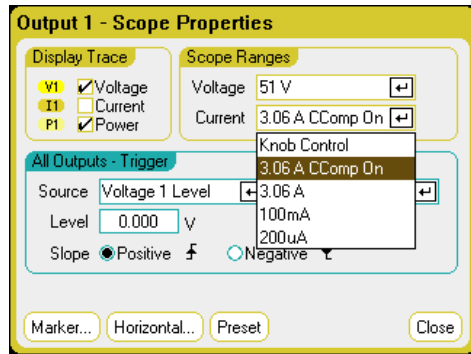 Output 1 - Scope Properties
Display Trace
V1 Voltage
I1 Current
P1 Power
Scope Ranges
Voltage 51 V
Current 3.06 A CComp On
Knob Control
3.06 A CComp On
3.06 A
100mA
200uA
All Outputs - Trigger
Source Voltage 1 Level
Level 0.000 V
Slope Positive Negative
Marker... Horizontal... Preset Close